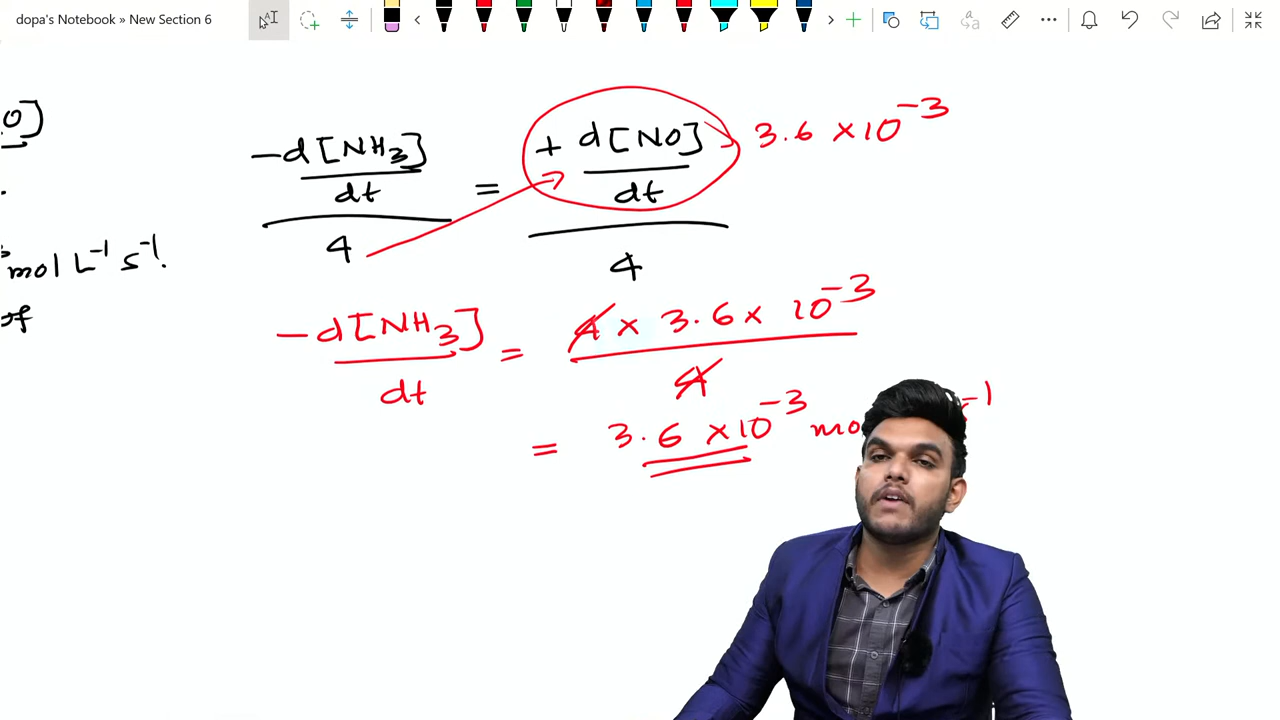 dopa's Notebook » New Section 6
O]
mol L⁻¹ s⁻¹.
of
-d[NH₃] / dt / 4 = + d[NO] / dt / 4 → 3.6 × 10⁻³
-d[NH₃] / dt = 4 × 3.6 × 10⁻³ / 4
= 3.6 × 10⁻³